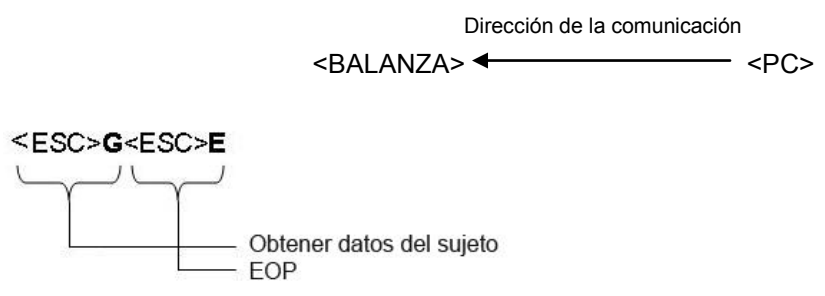 Dirección de la comunicación
<BALANZA> <PC>
<ESC>G<ESC>E
Obtener datos del sujeto
EOP